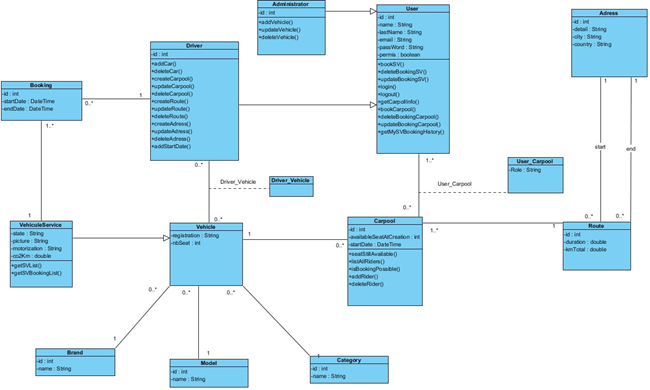 Administrator
-id : int
+addVehicle()
+updateVehicle()
+deleteVehicle()
User
-id : int
-name : String
-lastName : String
-email : String
-passWord : String
-permis : boolean
+bookSV()
+deleteBookingSV()
+updateBookingSV()
+login()
+logout()
+getCarpollInfo()
+bookCarpool()
+deleteBookingCarpool()
+updateBookingCarpool()
+getMySVBookingHistory()
Adress
-id : int
-detail : String
-city : String
-country : String
Driver
-id : int
+addCar()
+deleteCar()
+createCarpool()
+updateCarpool()
+deleteCarpool()
+createRoute()
+updateRoute()
+deleteRoute()
+createAdress()
+updateAdress()
+deleteAdress()
+addStartDate()
Booking
-id : int
-startDate : DateTime
-endDate : DateTime
0..*
1
1..*
1
1
1
start
end
0..*
0..*
0..*
Driver_Vehicle
Driver_Vehicle
0..*
1..*
User_Carpool
User_Carpool
-Role : String
0..*
VehiculeService
-state : String
-picture : String
-motorization : String
-co2Km : double
+getSVList()
+getSVBookingList()
Vehicle
-registration : String
-nbSeat : int
1
0..*
Carpool
-id : int
-availableSeatAtCreation : int
-startDate : DateTime
+seatStillAvailable()
+listAllRiders()
+isBookingPossible()
+addRider()
+deleteRider()
1..*
1
Route
-id : int
-duration : double
-kmTotal : double
0..*
0..*
0..*
1
1
1
Brand
-id : int
-name : String
Model
-id : int
-name : String
Category
-id : int
-name : String